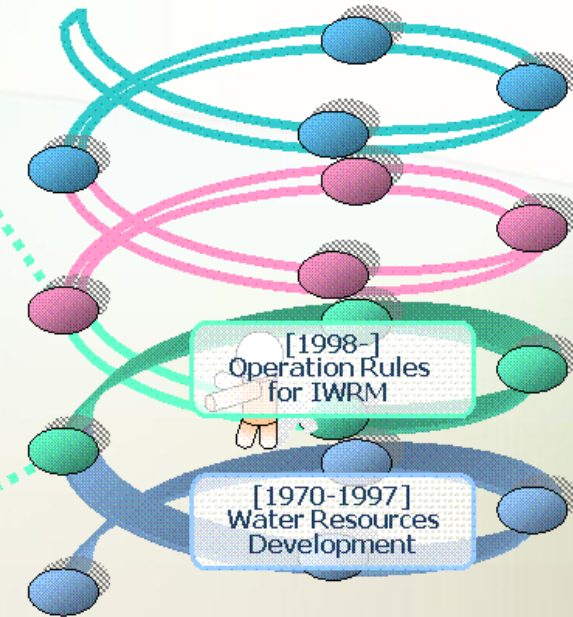 [1998-]
Operation Rules
for IWRM
[1970-1997]
Water Resources
Development